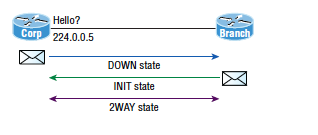 Hello?
Corp
224.0.0.5
Branch
DOWN state
INIT state
2WAY state